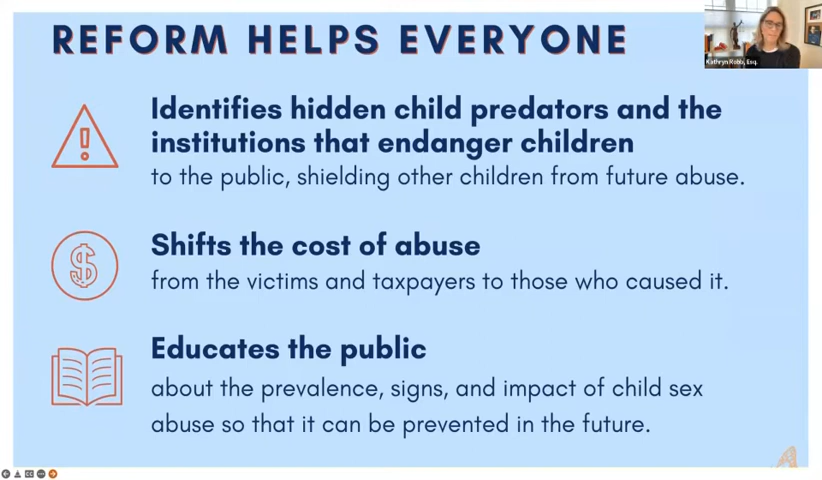 REFORM HELPS EVERYONE
Kathryn Robb, Esq.
Identifies hidden child predators and the
institutions that endanger children
to the public, shielding other children from future abuse.
Shifts the cost of abuse
from the victims and taxpayers to those who caused it.
Educates the public
about the prevalence, signs, and impact of child sex
abuse so that it can be prevented in the future.